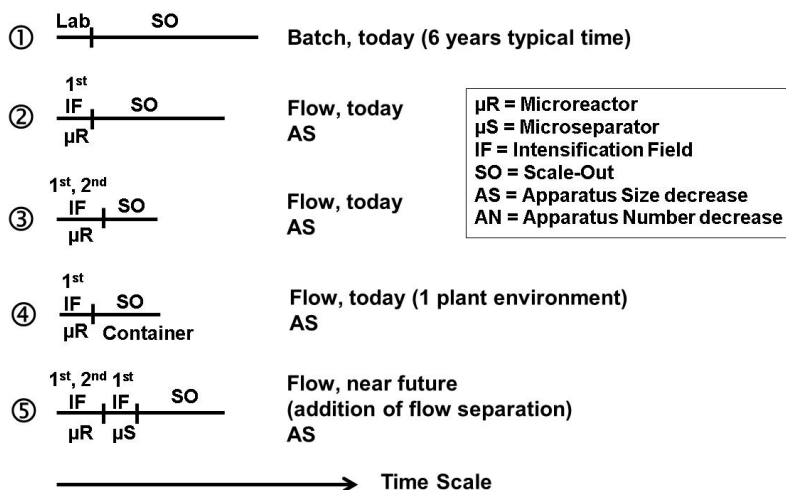 ① Lab SO Batch, today (6 years typical time)
1st
② IF SO Flow, today
µR AS
µR = Microreactor
µS = Microseparator
IF = Intensification Field
SO = Scale-Out
AS = Apparatus Size decrease
AN = Apparatus Number decrease
1st, 2nd
③ IF SO Flow, today
µR AS
1st
④ IF SO Flow, today (1 plant environment)
µR Container AS
1st, 2nd 1st
⑤ IF IF SO Flow, near future
(addition of flow separation)
µR µS AS
Time Scale